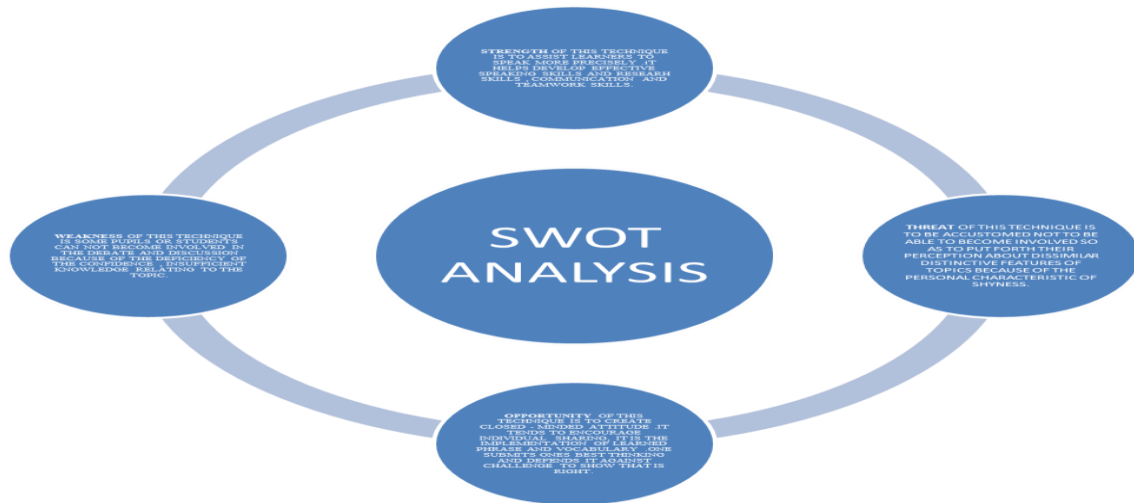 STRENGTH OF THIS TECHNIQUE
IS TO ASSIST LEARNERS TO
SPEAK MORE PRECISELY .IT
HELPS DEVELOP EFFECTIVE
SPEAKING SKILLS AND RESEARH
SKILLS , COMMUNICATION AND
TEAMWORK SKILLS.
SWOT
ANALYSIS
THREAT OF THIS TECHNIQUE IS
TO BE ACCUSTOMED NOT TO BE
ABLE TO BECOME INVOLVED SO
AS TO PUT FORTH THEIR
PERCEPTION ABOUT DISSIMILAR
DISTINCTIVE FEATURES OF
TOPICS BECAUSE OF THE
PERSONAL CHARACTERISTIC OF
SHYNESS.
OPPORTUNITY OF THIS
TECHNIQUE IS TO CREATE
CLOSED - MINDED ATTITUDE .IT
TENDS TO ENCOURAGE
INDIVIDUAL SHARING. IT IS THE
IMPLEMENTATION OF LEARNED
PHRASE AND VOCABULARY .ONE
SUBMITS ONES BEST THINKING
AND DEFENDS IT AGAINST
CHALLENGE TO SHOW THAT IS
RIGHT.
WEAKNESS OF THIS TECHNIQUE
IS SOME PUPILS OR STUDENTS
CAN NOT BECOME INVOLVED IN
THE DEBATE AND DISCUSSION
BECAUSE OF THE DEFICIENCY OF
THE CONFIDENCE , INSUFFICIENT
KNOWLEDGE RELATING TO THE
TOPIC.